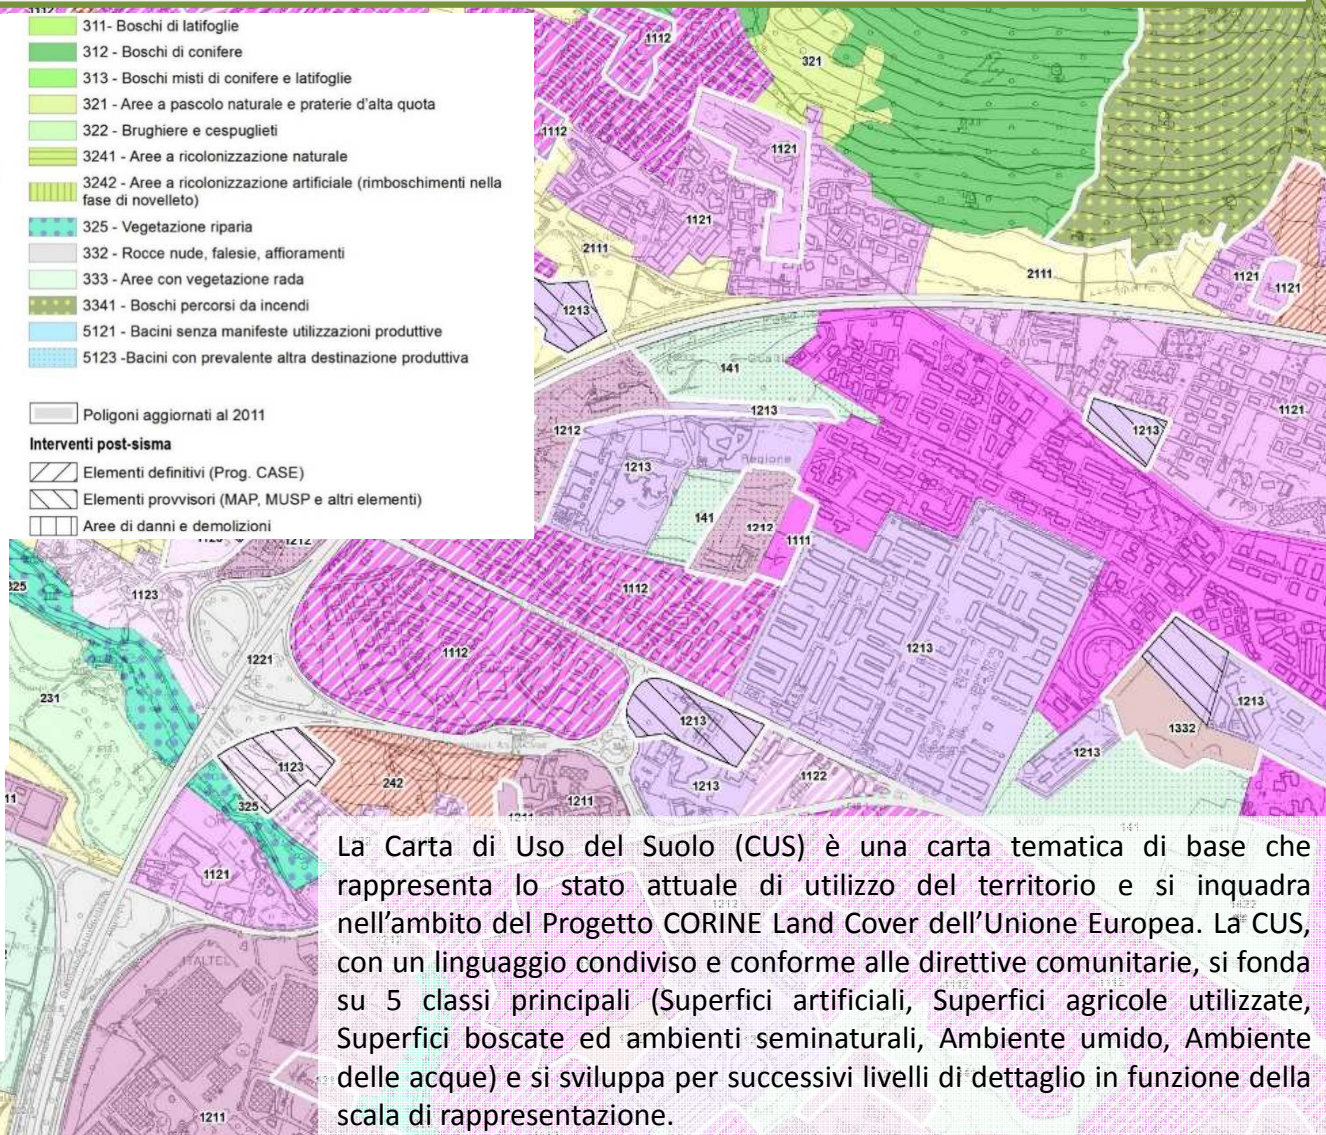 311- Boschi di latifoglie
312 - Boschi di conifere
313 - Boschi misti di conifere e latifoglie
321 - Aree a pascolo naturale e praterie d'alta quota
322 - Brughiere e cespuglieti
3241 - Aree a ricolonizzazione naturale
3242 - Aree a ricolonizzazione artificiale (rimboschimenti nella
fase di novelleto)
325 - Vegetazione riparia
332 - Rocce nude, falesie, affioramenti
333 - Aree con vegetazione rada
3341 - Boschi percorsi da incendi
5121 - Bacini senza manifeste utilizzazioni produttive
5123 -Bacini con prevalente altra destinazione produttiva
Poligoni aggiornati al 2011
Interventi post-sisma
Elementi definitivi (Prog. CASE)
Elementi provvisori (MAP, MUSP e altri elementi)
Aree di danni e demolizioni
1112
1112
321
1112
1121
1121
2111
2111
1121
1121
1213
141
1213
1121
1212
1213
1213
Regione
141
1212
1111
1212
325
1123
1112
1112
1221
1213
231
1213
1213
1332
1213
1123
242
1213
1122
325
1211
1211
11
141
1121
ITALTEL
1211
La Carta di Uso del Suolo (CUS) è una carta tematica di base che
rappresenta lo stato attuale di utilizzo del territorio e si inquadra
nell'ambito del Progetto CORINE Land Cover dell'Unione Europea. La CUS,
con un linguaggio condiviso e conforme alle direttive comunitarie, si fonda
su 5 classi principali (Superfici artificiali, Superfici agricole utilizzate,
Superfici boscate ed ambienti seminaturali, Ambiente umido, Ambiente
delle acque) e si sviluppa per successivi livelli di dettaglio in funzione della
scala di rappresentazione.